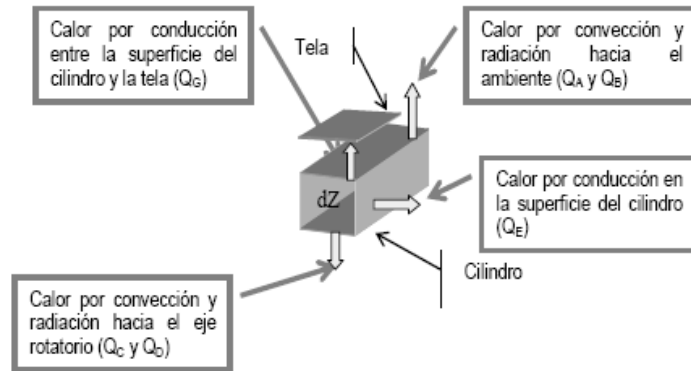 Calor por conducción
entre la superficie del
cilindro y la tela (QG)
Tela
Calor por convección y
radiación hacia el
ambiente (QA y QB)
dZ
Calor por conducción en
la superficie del cilindro
(QE)
Cilindro
Calor por convección y
radiación hacia el eje
rotatorio (QC y QD)